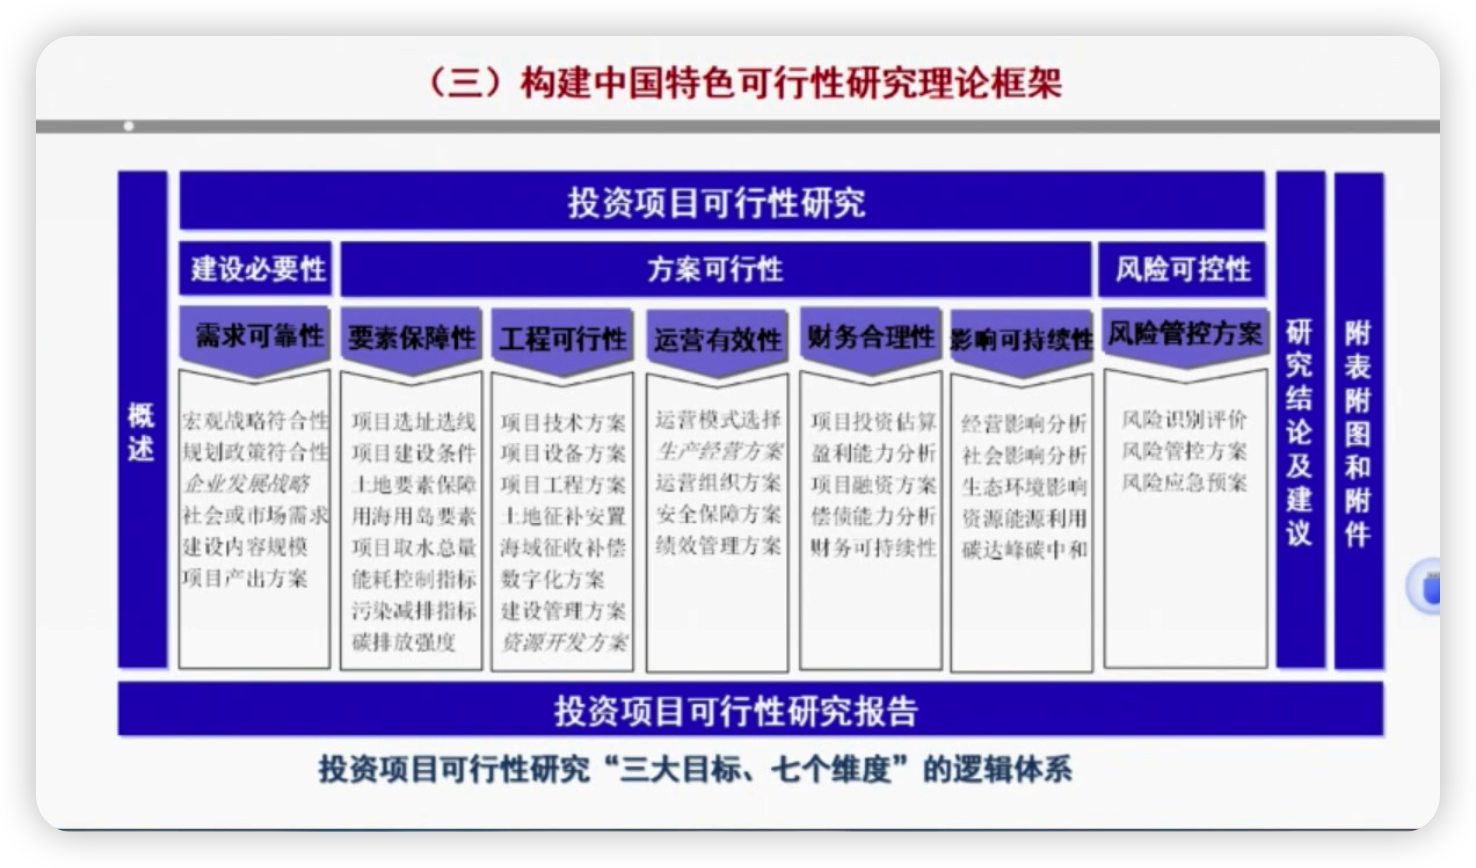 （三）构建中国特色可行性研究理论框架
概述
投资项目可行性研究
建设必要性
方案可行性
风险可控性
需求可靠性
要素保障性
工程可行性
运营有效性
财务合理性
影响可持续性
风险管控方案
宏观战略符合性
规划政策符合性
企业发展战略
社会或市场需求
建设内容规模
项目产出方案
项目选址选线
项目建设条件
土地要素保障
用海用岛要素
项目取水总量
能耗控制指标
污染减排指标
碳排放强度
项目技术方案
项目设备方案
项目工程方案
土地征补安置
海域征收补偿
数字化方案
建设管理方案
资源开发方案
运营模式选择
生产经营方案
运营组织方案
安全保障方案
绩效管理方案
项目投资估算
盈利能力分析
项目融资方案
偿债能力分析
财务可持续性
经营影响分析
社会影响分析
生态环境影响
资源能源利用
碳达峰碳中和
风险识别评价
风险管控方案
风险应急预案
研究结论及建议
附表附图和附件
投资项目可行性研究报告
投资项目可行性研究“三大目标、七个维度”的逻辑体系